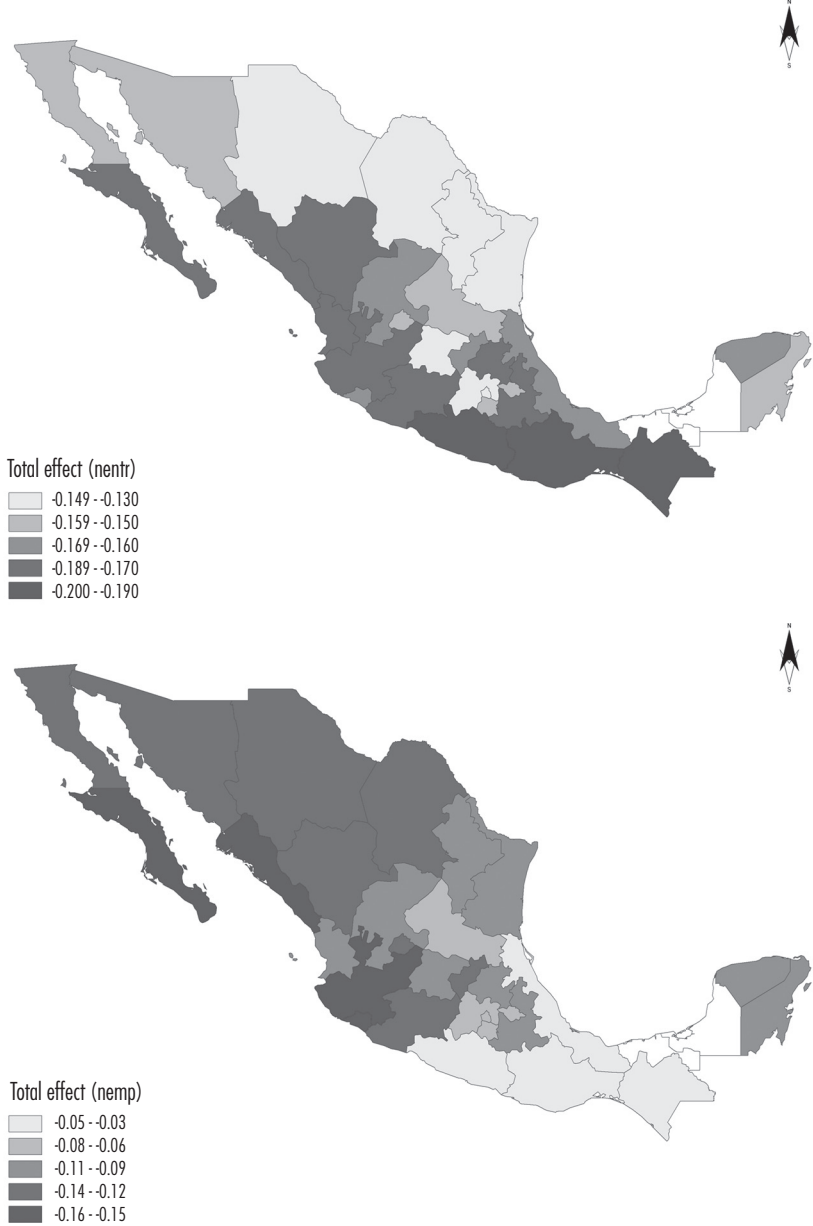 N
S
Total effect (nentr)
-0.149 - -0.130
-0.159 - -0.150
-0.169 - -0.160
-0.189 - -0.170
-0.200 - -0.190
N
S
Total effect (nemp)
-0.05 - -0.03
-0.08 - -0.06
-0.11 - -0.09
-0.14 - -0.12
-0.16 - -0.15